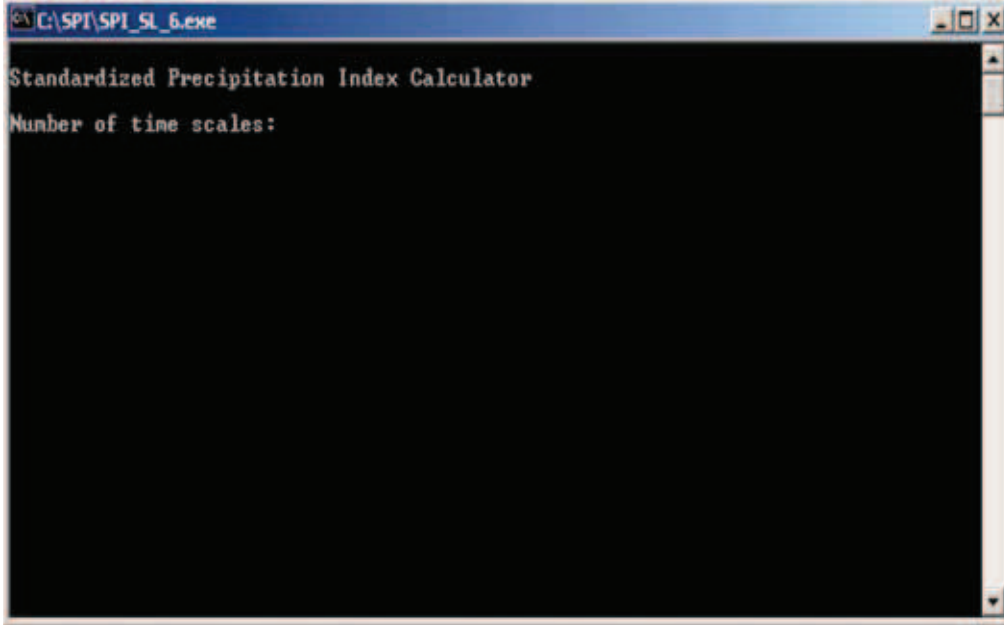 C:\SPI\SPI_SL_6.exe
Standardized Precipitation Index Calculator
Number of time scales: